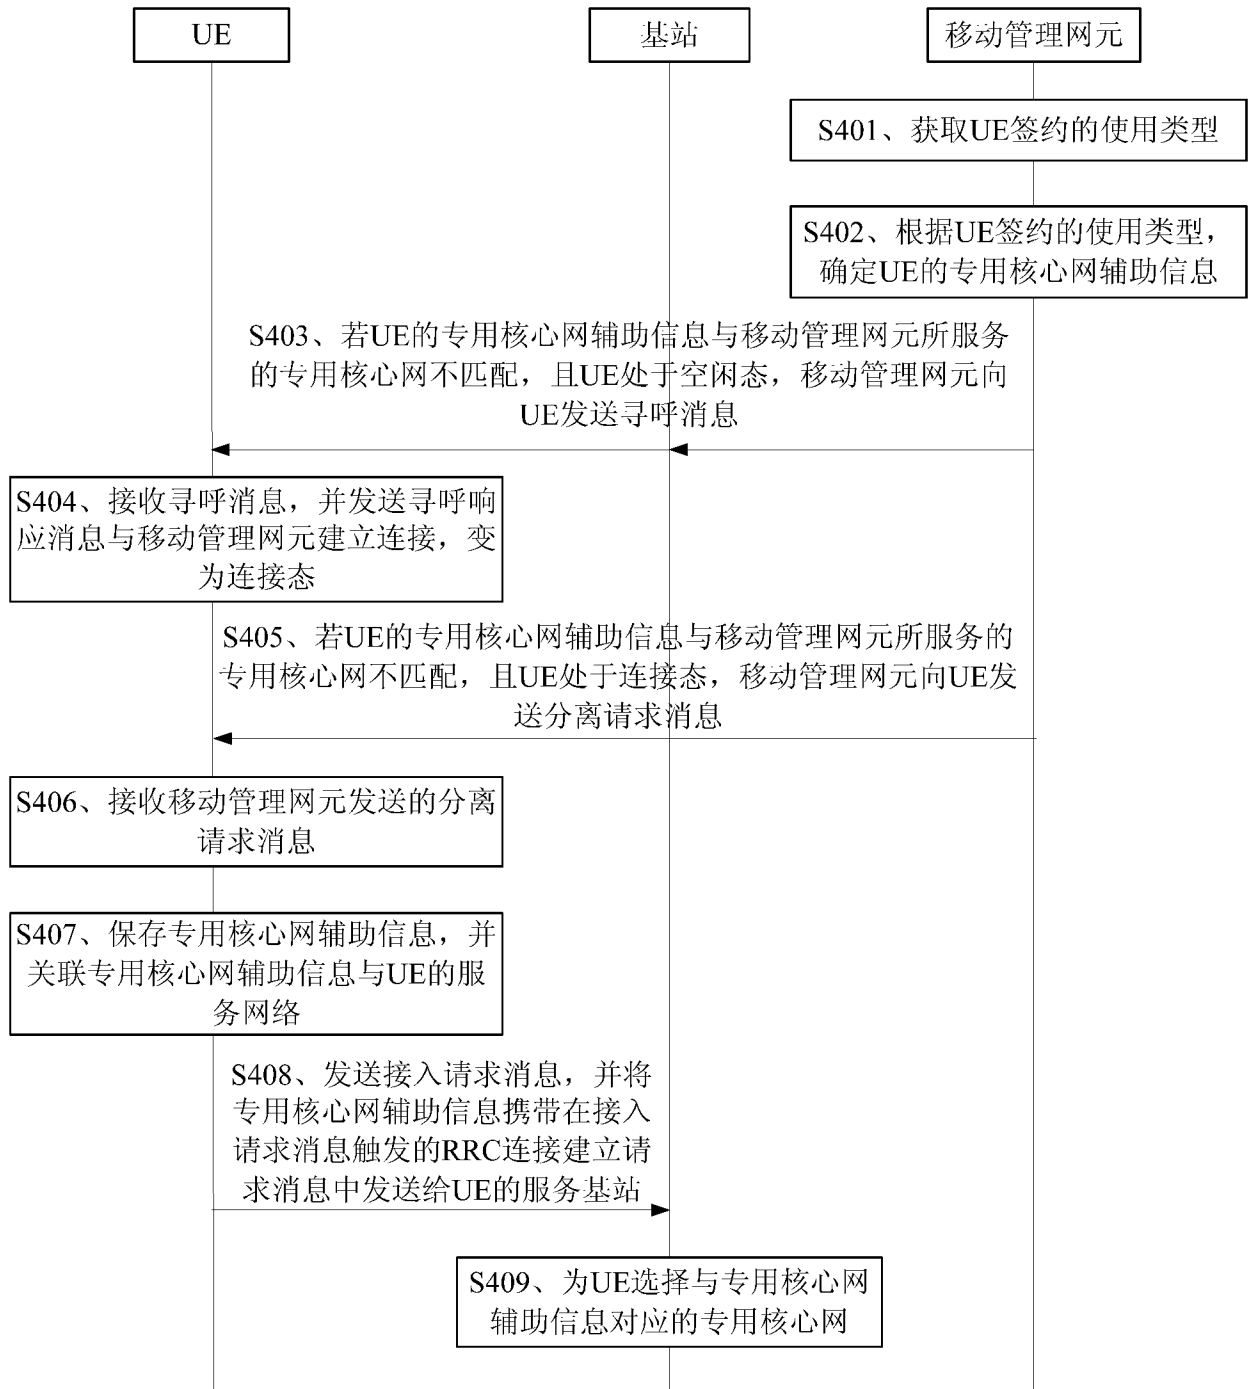 UE
基站
移动管理网元
S401、获取UE签约的使用类型
S402、根据UE签约的使用类型，
确定UE的专用核心网辅助信息
S403、若UE的专用核心网辅助信息与移动管理网元所服务
的专用核心网不匹配，且UE处于空闲态，移动管理网元向
UE发送寻呼消息
S404、接收寻呼消息，并发送寻呼响
应消息与移动管理网元建立连接，变
为连接态
S405、若UE的专用核心网辅助信息与移动管理网元所服务的
专用核心网不匹配，且UE处于连接态，移动管理网元向UE发
送分离请求消息
S406、接收移动管理网元发送的分离
请求消息
S407、保存专用核心网辅助信息，并
关联专用核心网辅助信息与UE的服
务网络
S408、发送接入请求消息，并将
专用核心网辅助信息携带在接入
请求消息触发的RRC连接建立请
求消息中发送给UE的服务基站
S409、为UE选择与专用核心网
辅助信息对应的专用核心网